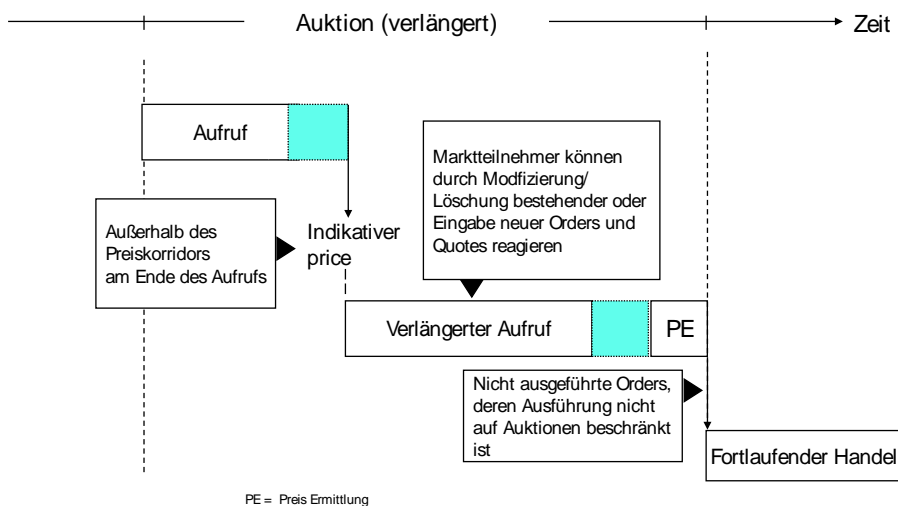 Auktion (verlängert)
Zeit
Aufruf
Marktteilnehmer können
durch Modfizierung/
Löschung bestehender oder
Eingabe neuer Orders und
Quotes reagieren
Außerhalb des
Preiskorridors
am Ende des Aufrufs
Indikativer
price
Verlängerter Aufruf
PE
Nicht ausgeführte Orders,
deren Ausführung nicht
auf Auktionen beschränkt
ist
Fortlaufender Handel
PE = Preis Ermittlung